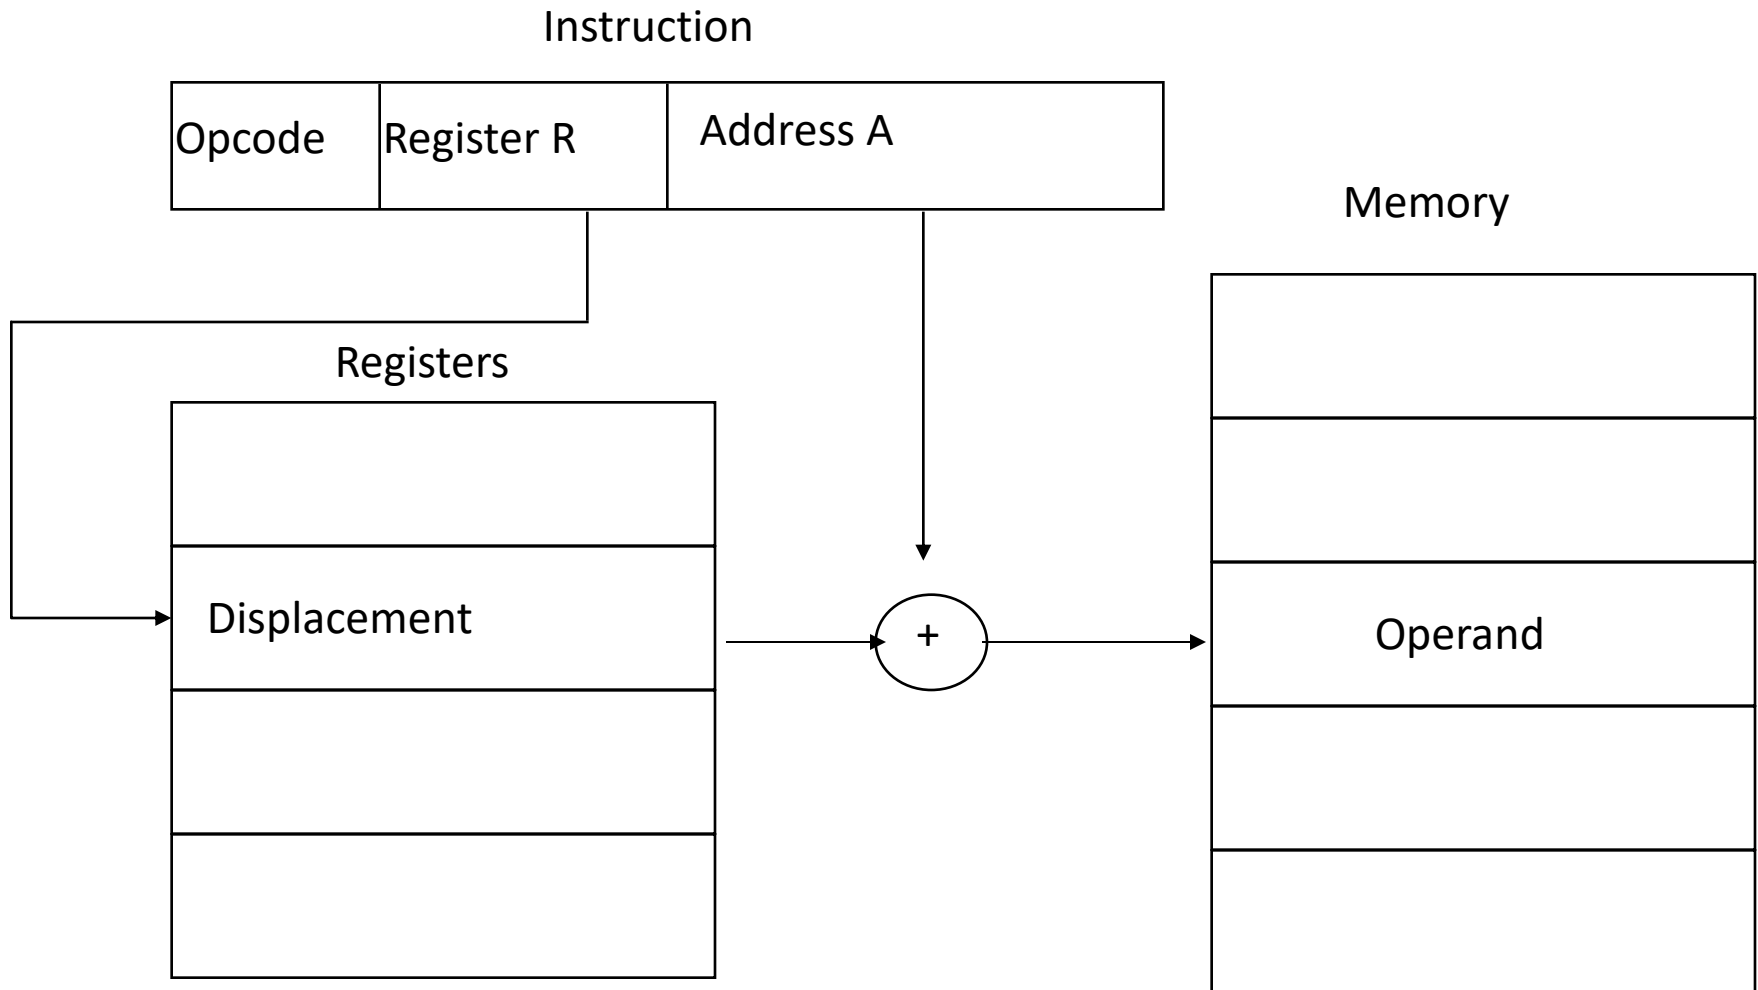 Instruction
Opcode Register R Address A
Memory
Registers
Displacement
+
Operand